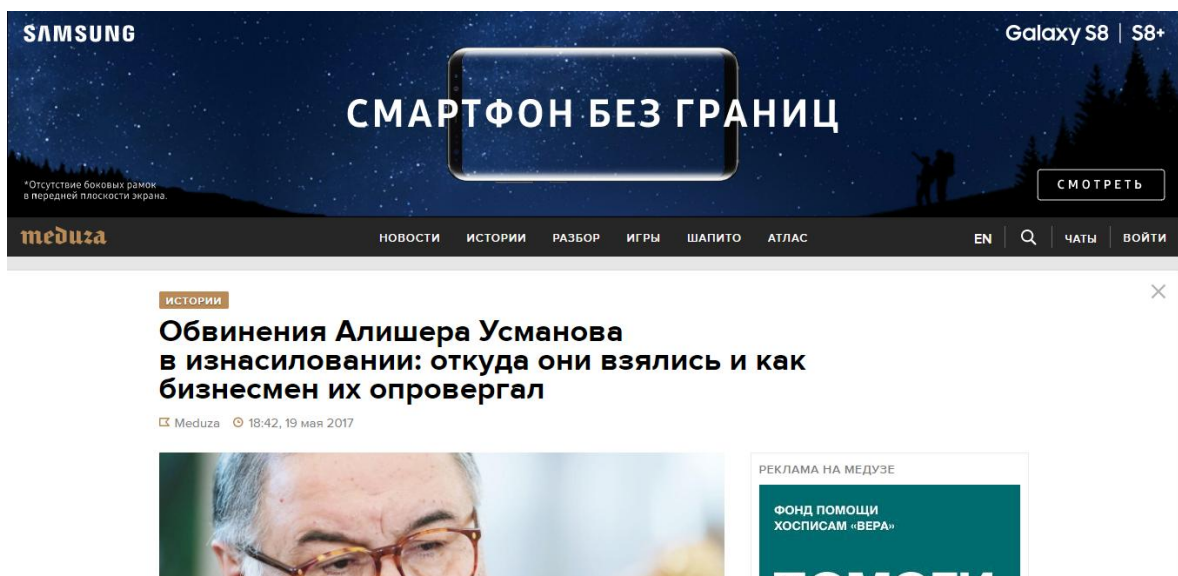 SAMSUNG
Galaxy S8 | S8+
СМАРТФОН БЕЗ ГРАНИЦ
*Отсутствие боковых рамок
в передней плоскости экрана.
СМОТРЕТЬ
meduza
НОВОСТИ ИСТОРИИ РАЗБОР ИГРЫ ШАПИТО АТЛАС
EN ЧАТЫ ВОЙТИ
ИСТОРИИ
Обвинения Алишера Усманова
в изнасиловании: откуда они взялись и как
бизнесмен их опровергал
Meduza 18:42, 19 мая 2017
РЕКЛАМА НА МЕДУЗЕ
ФОНД ПОМОЩИ
ХОСПИСАМ «ВЕРА»
ПОМОГИ